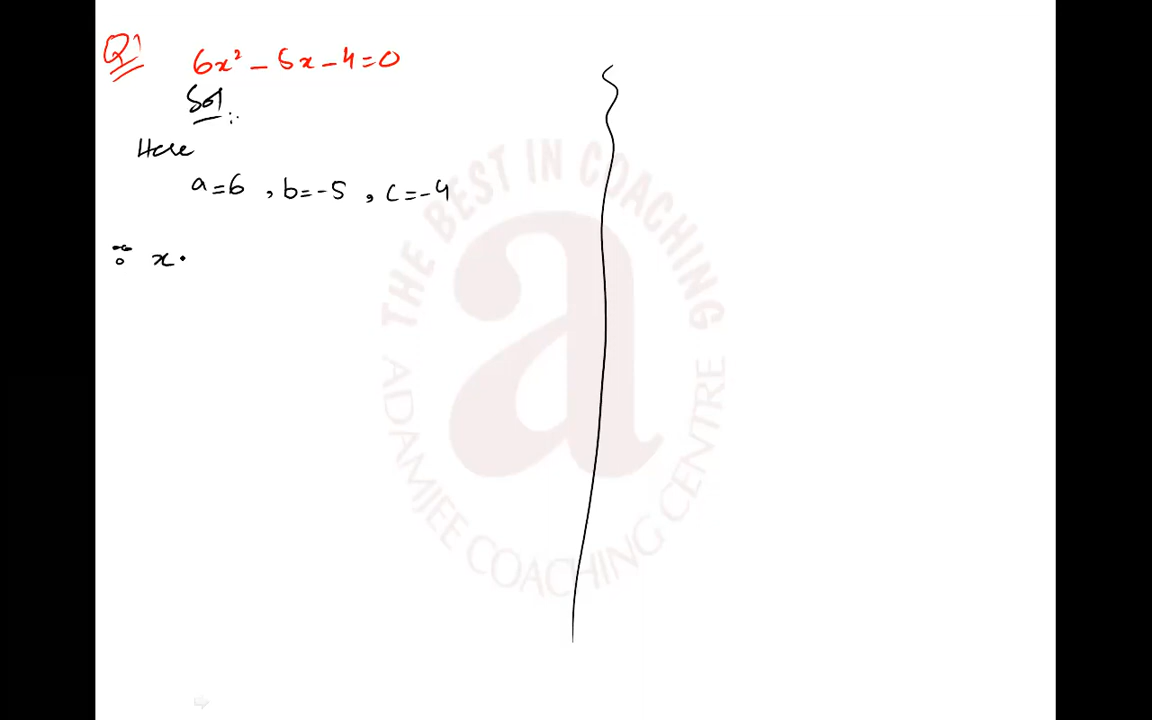 Q1 6x² - 5x - 4 = 0
Sol:
Here
a = 6 , b = -5 , c = -4
∵ x
THE BEST IN COACHING
a
ADAMJEE COACHING CENTRE